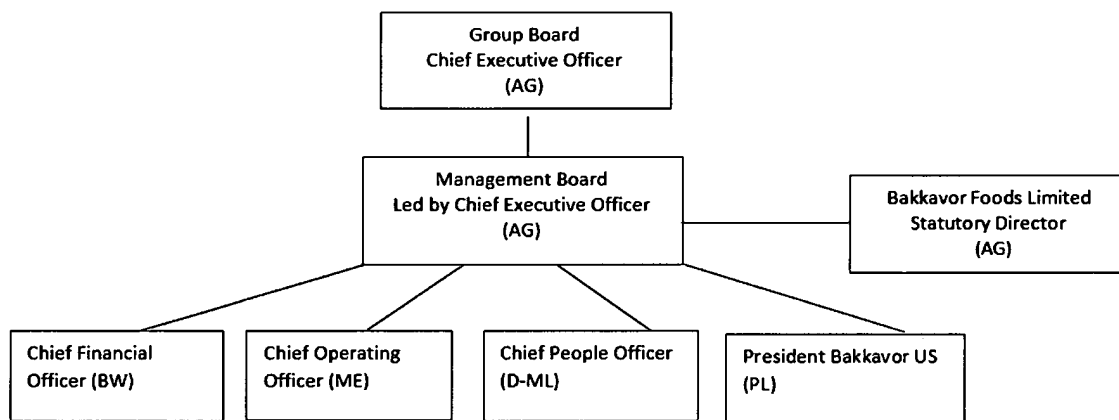 Group Board
Chief Executive Officer
(AG)
Management Board
Led by Chief Executive Officer
(AG)
Bakkavor Foods Limited
Statutory Director
(AG)
Chief Financial
Officer (BW)
Chief Operating
Officer (ME)
Chief People Officer
(D-ML)
President Bakkavor US
(PL)